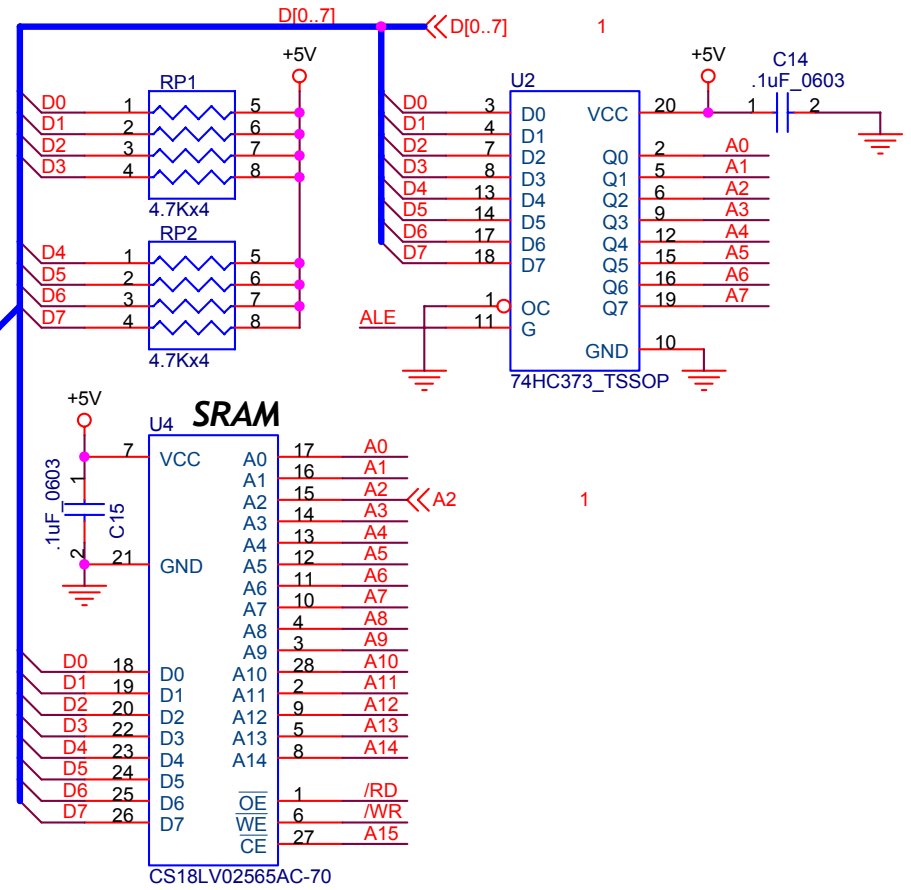 D[0..7]
D[0..7] 1
+5V
RP1
D0 1 5
D1 2 6
D2 3 7
D3 4 8
4.7Kx4
RP2
D4 1 5
D5 2 6
D6 3 7
D7 4 8
4.7Kx4
+5V
C14
.1uF_0603
1 2
U2
D0 3 D0 VCC 20
D1 4 D1
D2 7 D2 Q0 2 A0
D3 8 D3 Q1 5 A1
D4 13 D4 Q2 6 A2
D5 14 D5 Q3 9 A3
D6 17 D6 Q4 12 A4
D7 18 D7 Q5 15 A5
Q6 16 A6
Q7 19 A7
1 OC
ALE 11 G
GND 10
74HC373_TSSOP
SRAM
+5V
U4
7 VCC A0 17 A0
A1 16 A1
A2 15 A2 A2 1
A3 14 A3
A4 13 A4
21 GND A5 12 A5
A6 11 A6
A7 10 A7
A8 4 A8
A9 3 A9
D0 18 D0 A10 28 A10
D1 19 D1 A11 2 A11
D2 20 D2 A12 9 A12
D3 22 D3 A13 5 A13
D4 23 D4 A14 8 A14
D5 24 D5
D6 25 D6 OE 1 /RD
D7 26 D7 WE 6 /WR
CE 27 A15
.1uF_0603
1 2
C15
CS18LV02565AC-70